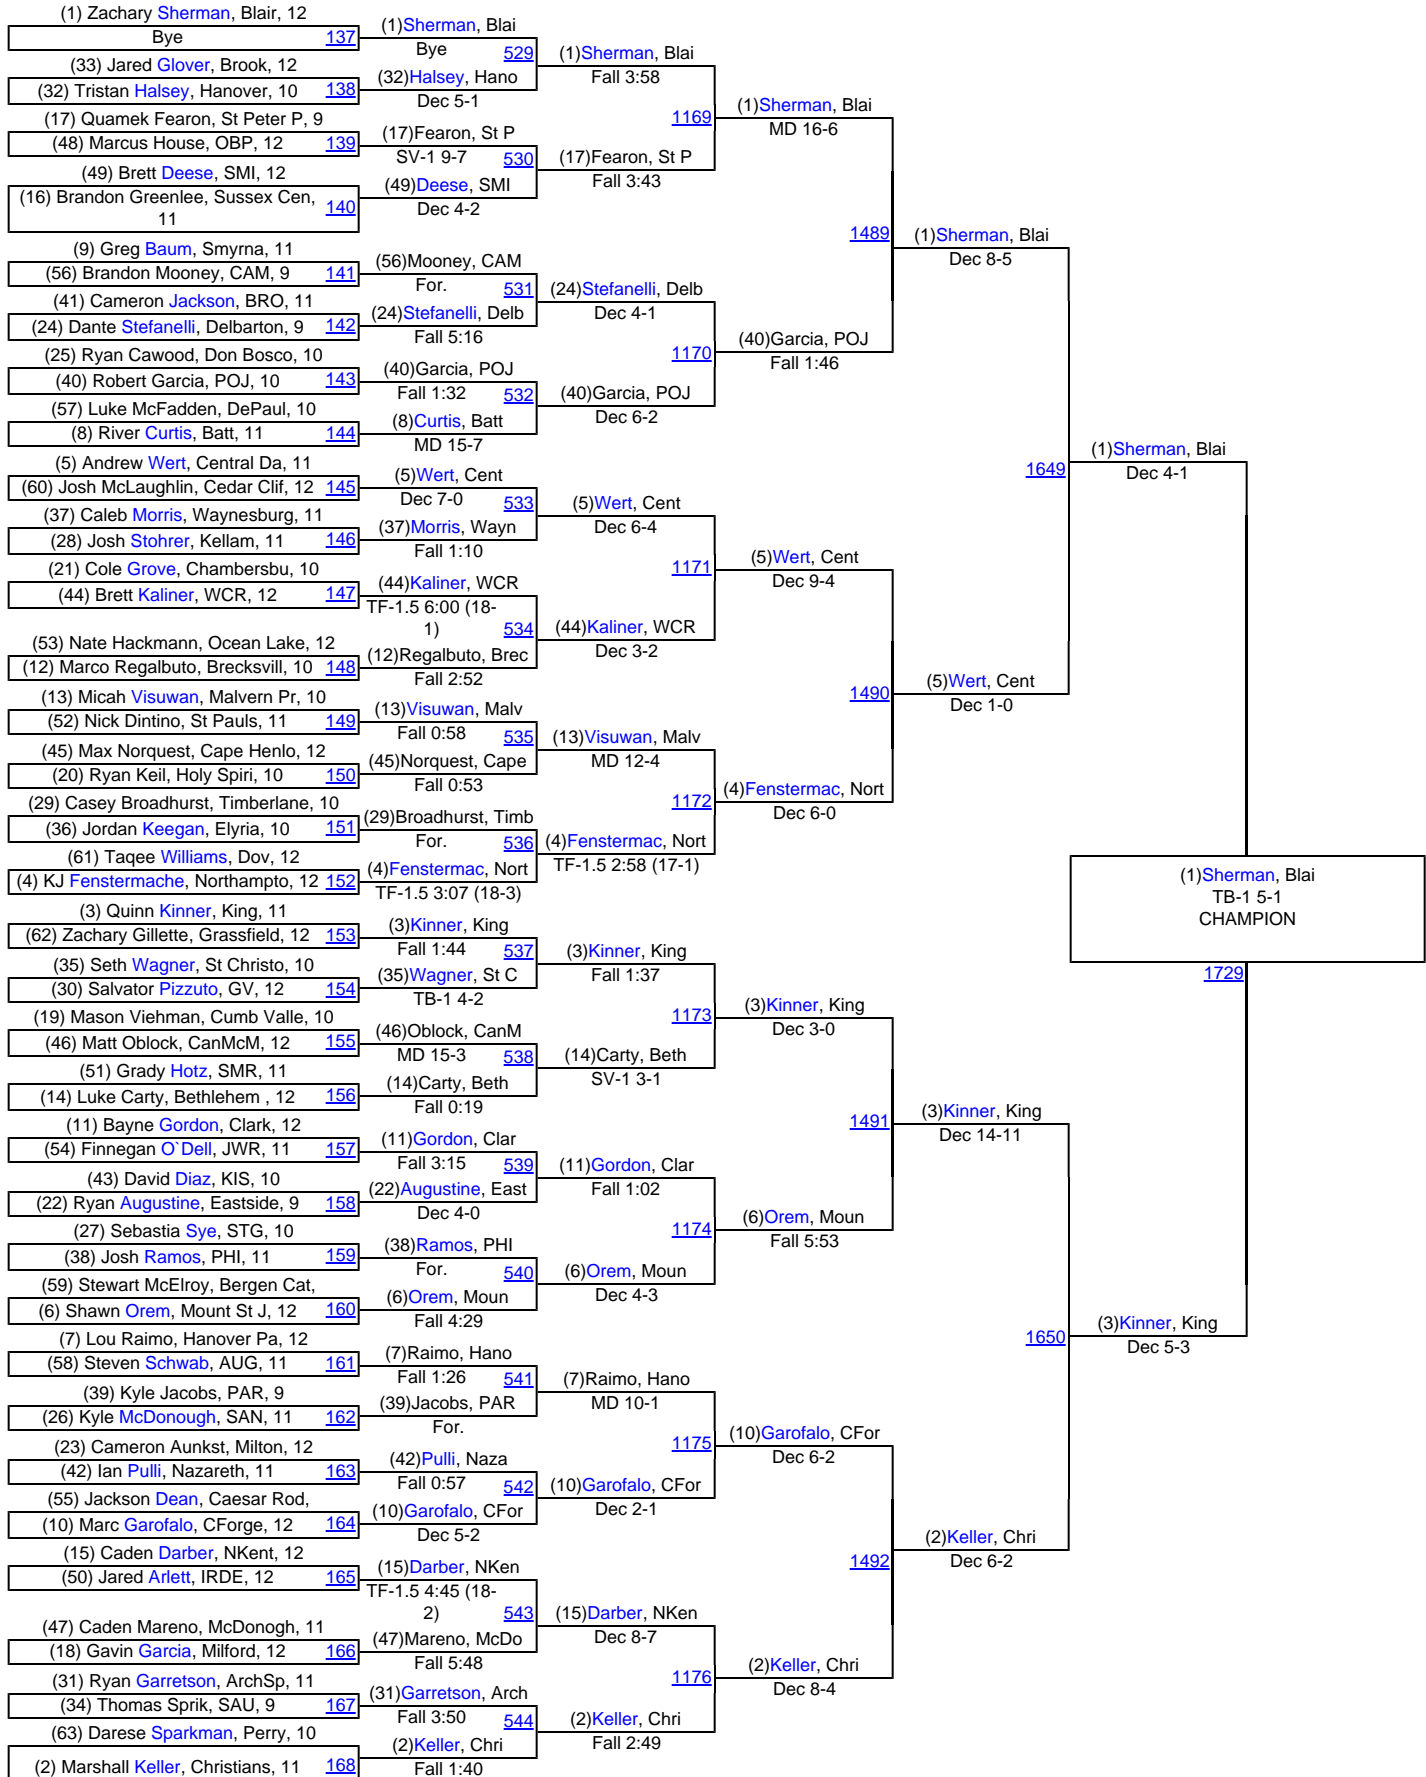 (1) Zachary Sherman, Blair, 12
Bye 137
(33) Jared Glover, Brook, 12
(32) Tristan Halsey, Hanover, 10 138
(17) Quamek Fearon, St Peter P, 9
(48) Marcus House, OBP, 12 139
(49) Brett Deese, SMI, 12
(16) Brandon Greenlee, Sussex Cen,
11
140
(9) Greg Baum, Smyrna, 11
(56) Brandon Mooney, CAM, 9 141
(41) Cameron Jackson, BRO, 11
(24) Dante Stefanelli, Delbarton, 9 142
(25) Ryan Cawood, Don Bosco, 10
(40) Robert Garcia, POJ, 10 143
(57) Luke McFadden, DePaul, 10
(8) River Curtis, Batt, 11 144
(5) Andrew Wert, Central Da, 11
(60) Josh McLaughlin, Cedar Clif, 12 145
(37) Caleb Morris, Waynesburg, 11
(28) Josh Stohrer, Kellam, 11 146
(21) Cole Grove, Chambersbu, 10
(44) Brett Kaliner, WCR, 12 147
(53) Nate Hackmann, Ocean Lake, 12
(12) Marco Regalbuto, Brecksvill, 10 148
(13) Micah Visuwan, Malvern Pr, 10
(52) Nick Dintino, St Pauls, 11 149
(45) Max Norquest, Cape Henlo, 12
(20) Ryan Keil, Holy Spiri, 10 150
(29) Casey Broadhurst, Timberlane, 10
(36) Jordan Keegan, Elyria, 10 151
(61) Taqee Williams, Dov, 12
(4) KJ Fenstermache, Northampto, 12 152
(3) Quinn Kinner, King, 11
(62) Zachary Gillette, Grassfield, 12 153
(35) Seth Wagner, St Christo, 10
(30) Salvator Pizzuto, GV, 12 154
(19) Mason Viehman, Cumb Valle, 10
(46) Matt Oblock, CanMcM, 12 155
(51) Grady Hotz, SMR, 11
(14) Luke Carty, Bethlehem , 12 156
(11) Bayne Gordon, Clark, 12
(54) Finnegan O`Dell, JWR, 11 157
(43) David Diaz, KIS, 10
(22) Ryan Augustine, Eastside, 9 158
(27) Sebastia Sye, STG, 10
(38) Josh Ramos, PHI, 11 159
(59) Stewart McElroy, Bergen Cat,
(6) Shawn Orem, Mount St J, 12 160
(7) Lou Raimo, Hanover Pa, 12
(58) Steven Schwab, AUG, 11 161
(39) Kyle Jacobs, PAR, 9
(26) Kyle McDonough, SAN, 11 162
(23) Cameron Aunkst, Milton, 12
(42) Ian Pulli, Nazareth, 11 163
(55) Jackson Dean, Caesar Rod,
(10) Marc Garofalo, CForge, 12 164
(15) Caden Darber, NKent, 12
(50) Jared Arlett, IRDE, 12 165
(47) Caden Mareno, McDonogh, 11
(18) Gavin Garcia, Milford, 12 166
(31) Ryan Garretson, ArchSp, 11
(34) Thomas Sprik, SAU, 9 167
(63) Darese Sparkman, Perry, 10
(2) Marshall Keller, Christians, 11 168
(1)Sherman, Blai
Bye 529
(32)Halsey, Hano
Dec 5-1
(17)Fearon, St P
SV-1 9-7 530
(49)Deese, SMI
Dec 4-2
(56)Mooney, CAM
For. 531
(24)Stefanelli, Delb
Fall 5:16
(40)Garcia, POJ
Fall 1:32 532
(8)Curtis, Batt
MD 15-7
(5)Wert, Cent
Dec 7-0 533
(37)Morris, Wayn
Fall 1:10
(44)Kaliner, WCR
TF-1.5 6:00 (18-
1) 534
(12)Regalbuto, Brec
Fall 2:52
(13)Visuwan, Malv
Fall 0:58 535
(45)Norquest, Cape
Fall 0:53
(29)Broadhurst, Timb
For. 536
(4)Fenstermac, Nort
TF-1.5 3:07 (18-3)
(3)Kinner, King
Fall 1:44 537
(35)Wagner, St C
TB-1 4-2
(46)Oblock, CanM
MD 15-3 538
(14)Carty, Beth
Fall 0:19
(11)Gordon, Clar
Fall 3:15 539
(22)Augustine, East
Dec 4-0
(38)Ramos, PHI
For. 540
(6)Orem, Moun
Fall 4:29
(7)Raimo, Hano
Fall 1:26 541
(39)Jacobs, PAR
For.
(42)Pulli, Naza
Fall 0:57 542
(10)Garofalo, CFor
Dec 5-2
(15)Darber, NKen
TF-1.5 4:45 (18-
2) 543
(47)Mareno, McDo
Fall 5:48
(31)Garretson, Arch
Fall 3:50 544
(2)Keller, Chri
Fall 1:40
(1)Sherman, Blai
Fall 3:58
1169
(17)Fearon, St P
Fall 3:43
(24)Stefanelli, Delb
Dec 4-1
1170
(40)Garcia, POJ
Dec 6-2
(5)Wert, Cent
Dec 6-4
1171
(44)Kaliner, WCR
Dec 3-2
(13)Visuwan, Malv
MD 12-4
1172
(4)Fenstermac, Nort
TF-1.5 2:58 (17-1)
(3)Kinner, King
Fall 1:37
1173
(14)Carty, Beth
SV-1 3-1
(11)Gordon, Clar
Fall 1:02
1174
(6)Orem, Moun
Dec 4-3
(7)Raimo, Hano
MD 10-1
1175
(10)Garofalo, CFor
Dec 2-1
(15)Darber, NKen
Dec 8-7
1176
(2)Keller, Chri
Fall 2:49
(1)Sherman, Blai
MD 16-6
1489
(40)Garcia, POJ
Fall 1:46
(5)Wert, Cent
Dec 9-4
1490
(4)Fenstermac, Nort
Dec 6-0
(3)Kinner, King
Dec 3-0
1491
(6)Orem, Moun
Fall 5:53
(10)Garofalo, CFor
Dec 6-2
1492
(2)Keller, Chri
Dec 8-4
(1)Sherman, Blai
Dec 8-5
1649
(5)Wert, Cent
Dec 1-0
(3)Kinner, King
Dec 14-11
1650
(2)Keller, Chri
Dec 6-2
(1)Sherman, Blai
Dec 4-1
(3)Kinner, King
Dec 5-3
(1)Sherman, Blai
TB-1 5-1
CHAMPION
1729